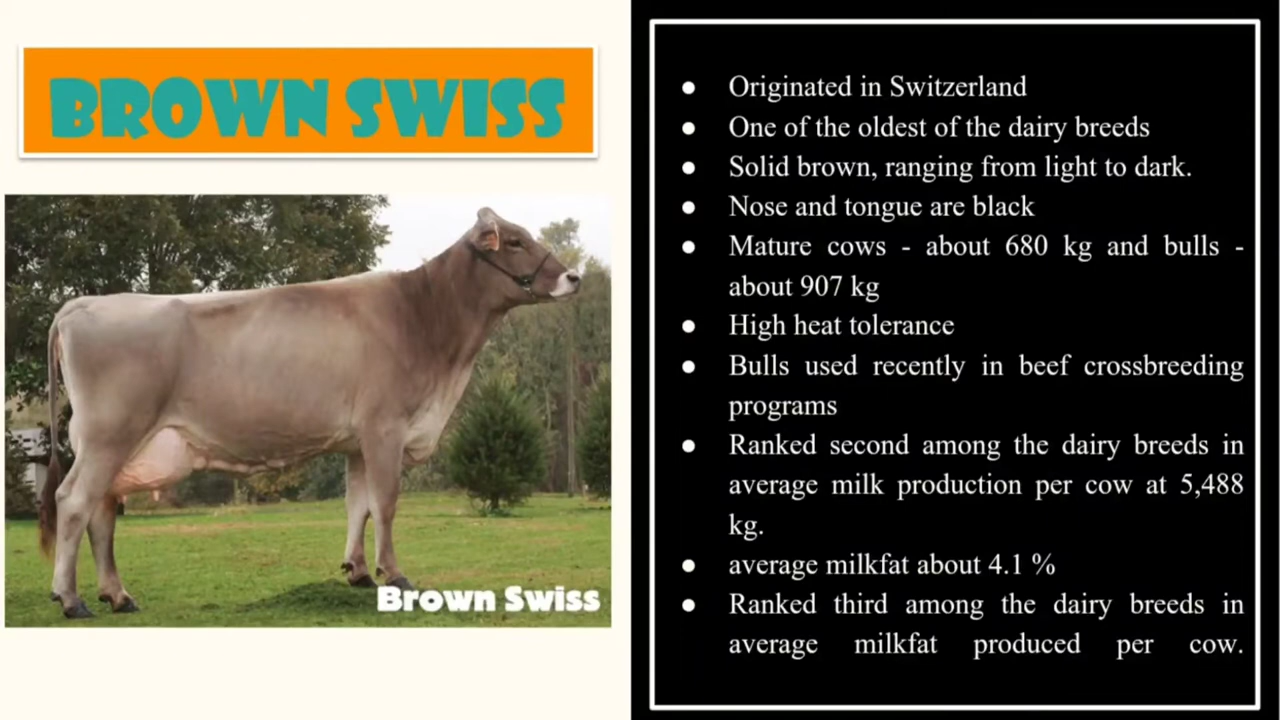 BROWN SWISS
Brown Swiss
● Originated in Switzerland
● One of the oldest of the dairy breeds
● Solid brown, ranging from light to dark.
● Nose and tongue are black
● Mature cows - about 680 kg and bulls -
about 907 kg
● High heat tolerance
● Bulls used recently in beef crossbreeding
programs
● Ranked second among the dairy breeds in
average milk production per cow at 5,488
kg.
● average milkfat about 4.1 %
● Ranked third among the dairy breeds in
average milkfat produced per cow.